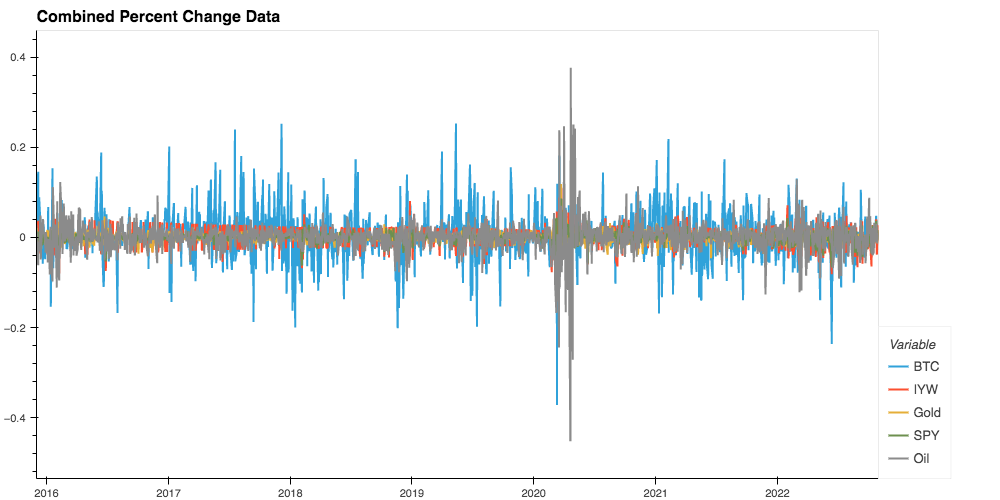 Combined Percent Change Data
0.4
0.2
0
−0.2
−0.4
2016 2017 2018 2019 2020 2021 2022
Variable
BTC
IYW
Gold
SPY
Oil